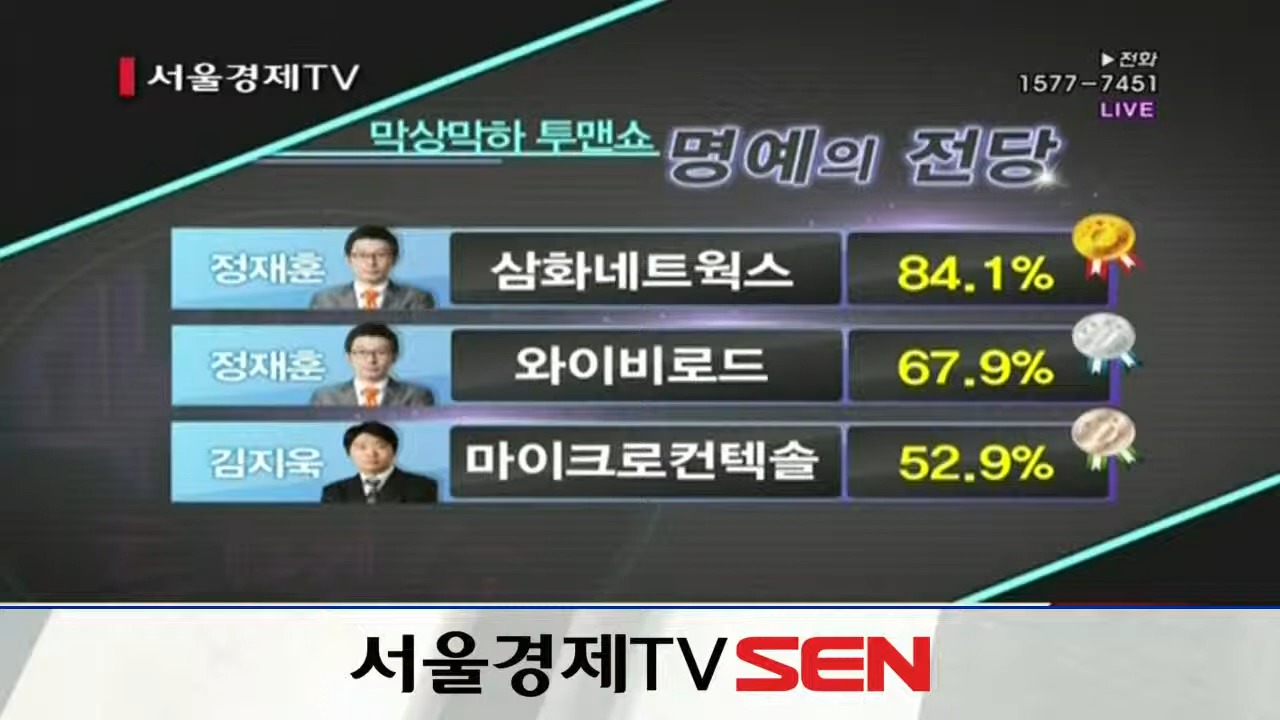 서울경제TV
▶전화
1577-7451
LIVE
막상막하 투맨쇼 명예의 전당
정재훈 삼화네트웍스 84.1%
정재훈 와이비로드 67.9%
김지욱 마이크로컨텍솔 52.9%
서울경제TV SEN